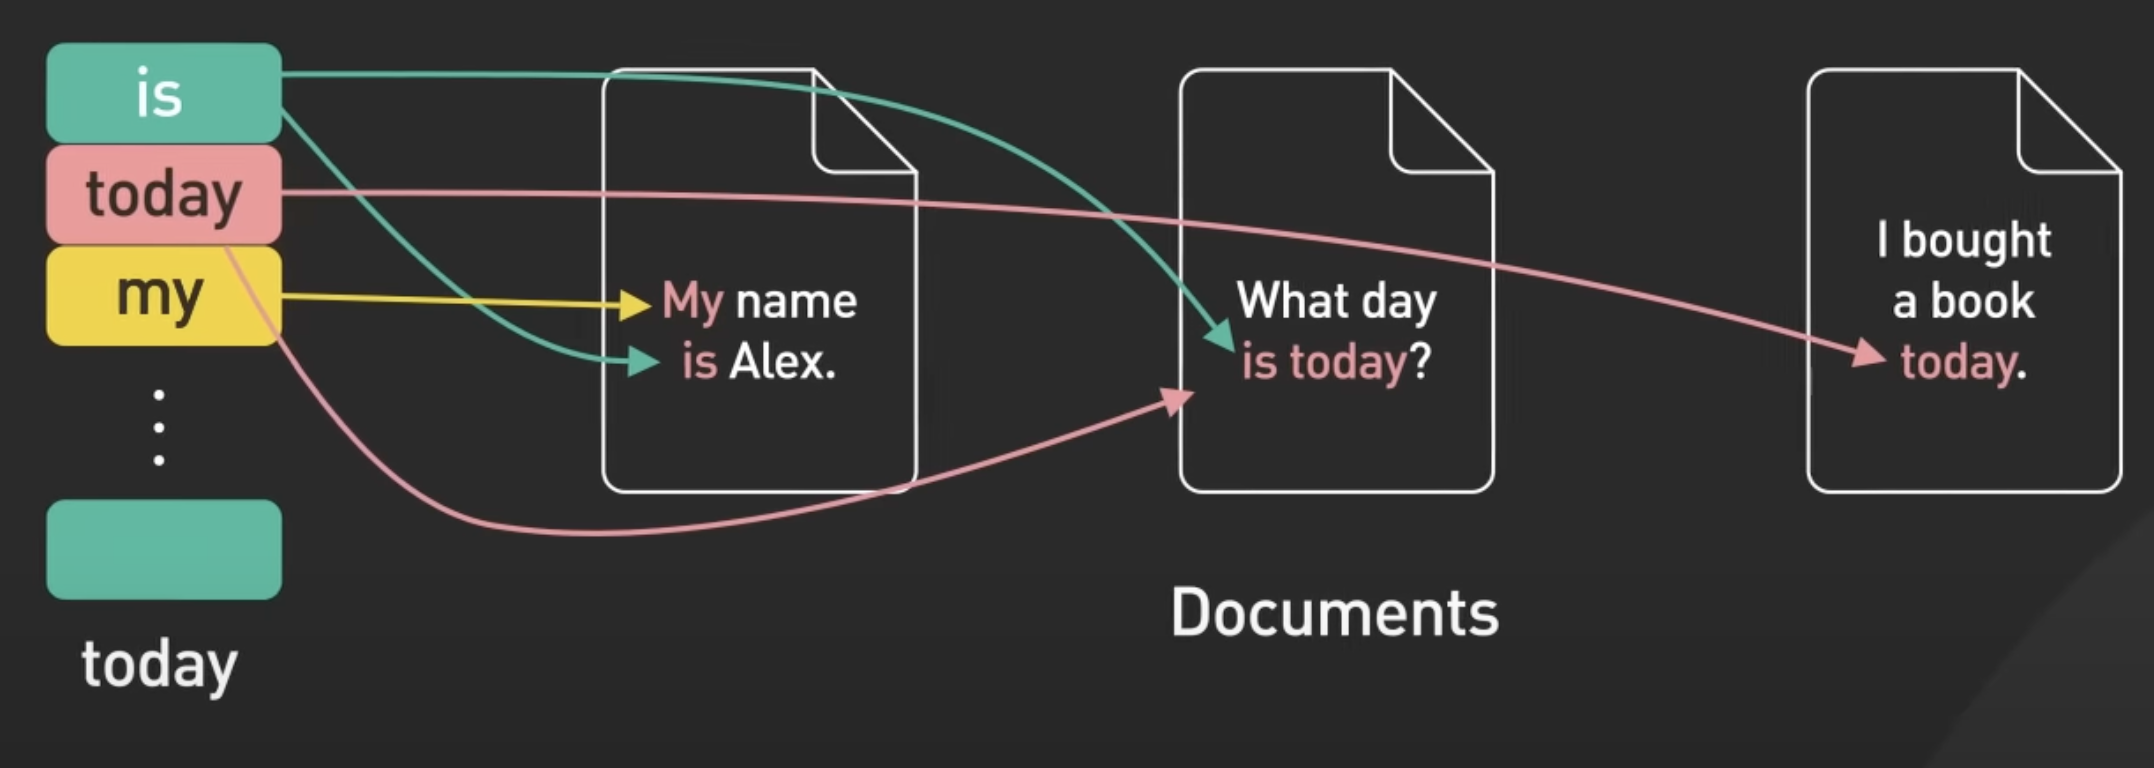 is
today
my
today
My name
is Alex.
What day
is today?
I bought
a book
today.
Documents